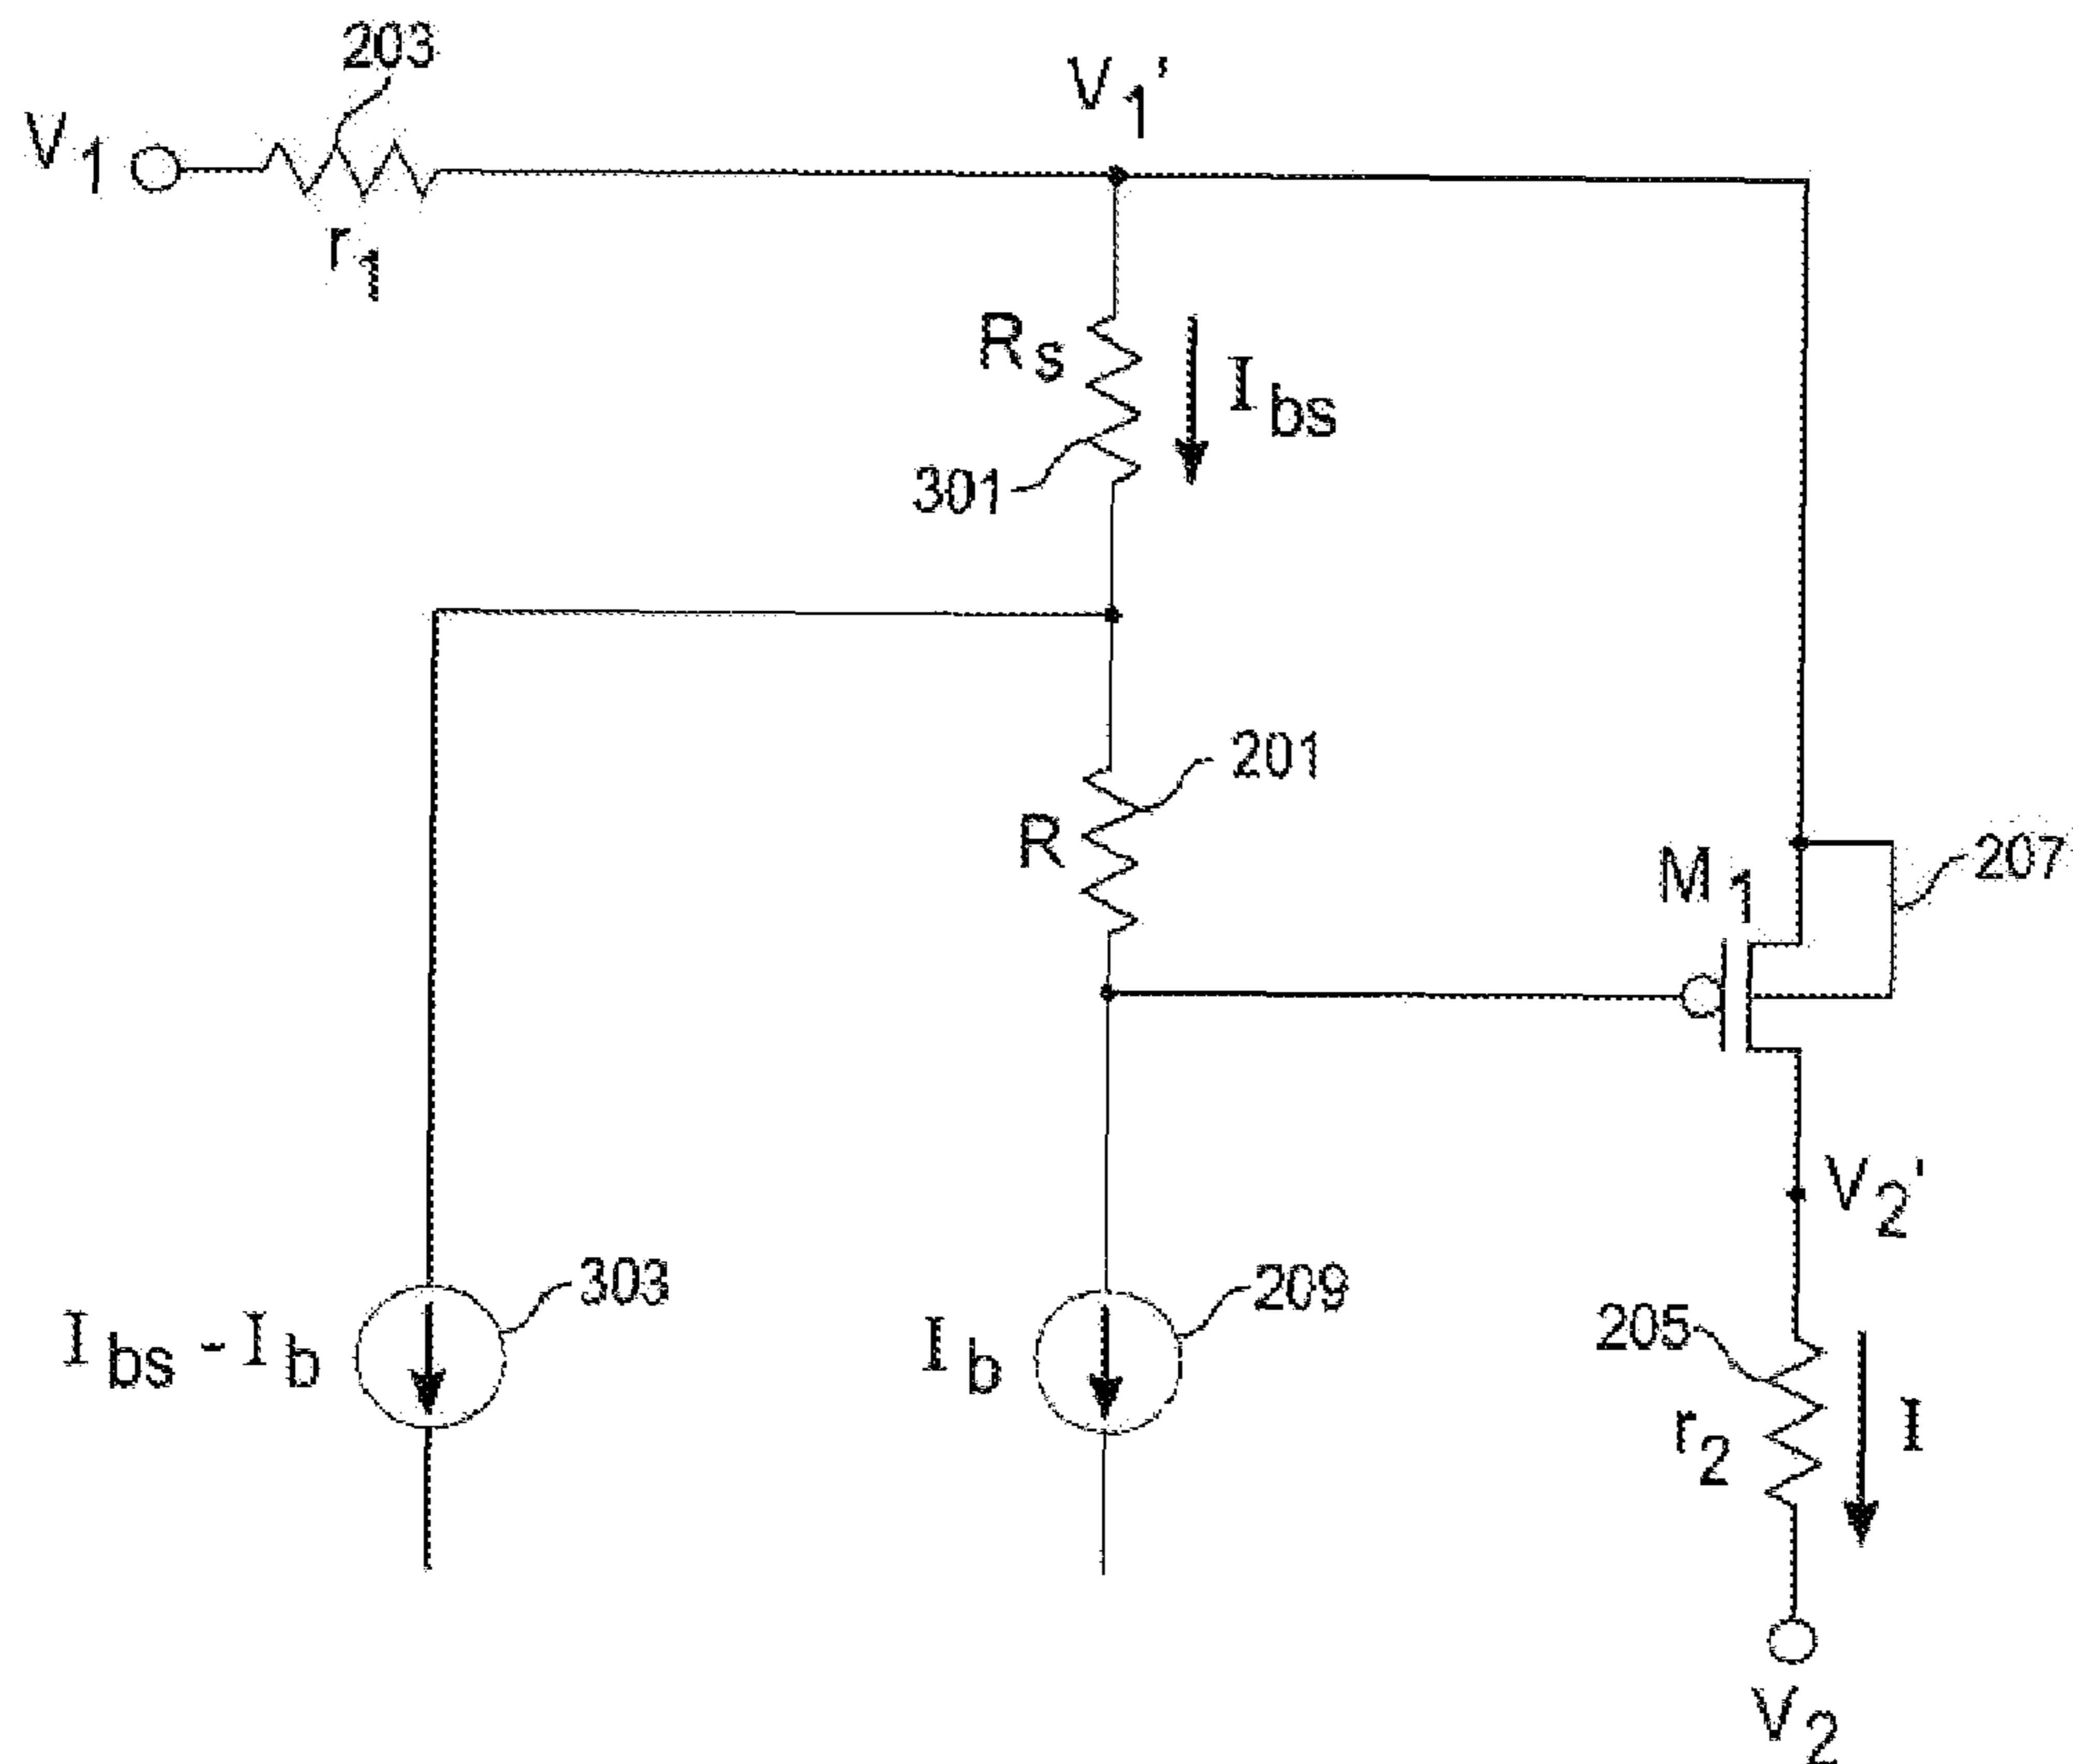 203
V1'
V1
r1
Rs
Ibs
301
201
R
M1
207
V2'
303
209
205
Ibs - Ib
Ib
r2
I
V2